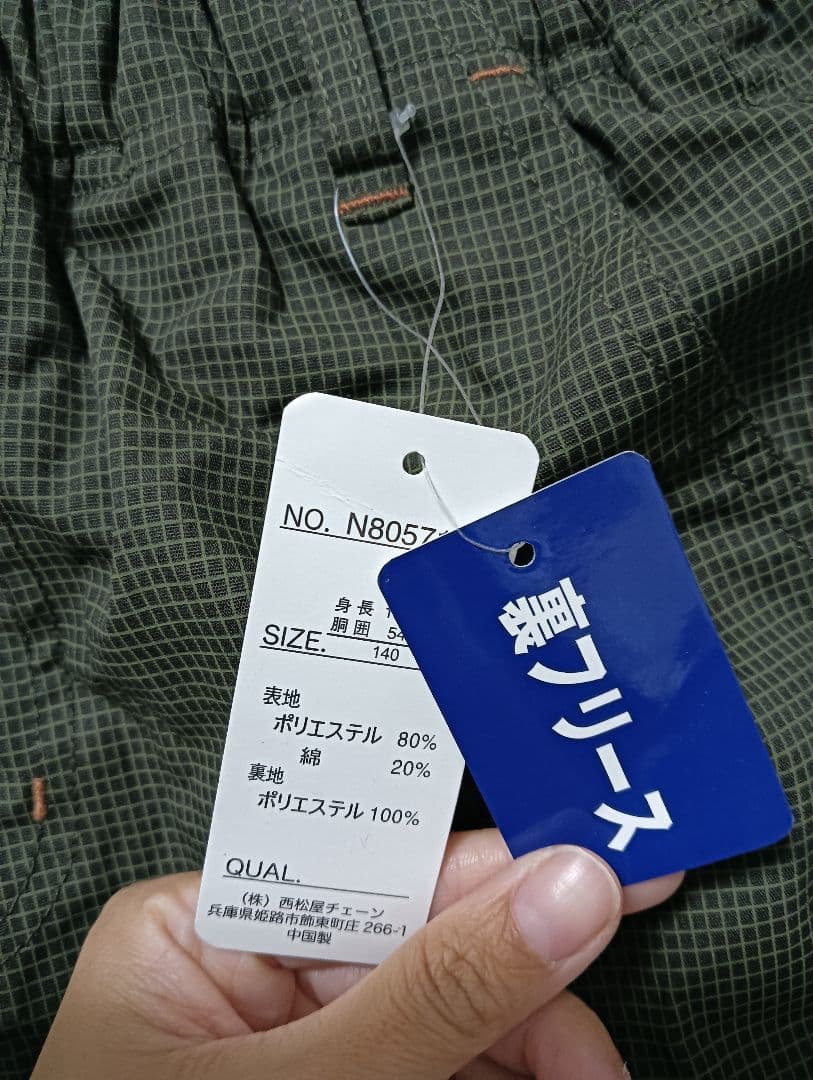 NO. N8057
身長
胴囲 54
SIZE. 140
表地
ポリエステル 80%
綿 20%
裏地
ポリエステル 100%
QUAL.
(株) 西松屋チェーン
兵庫県姫路市飾東町庄 266-1
中国製
裏フリース